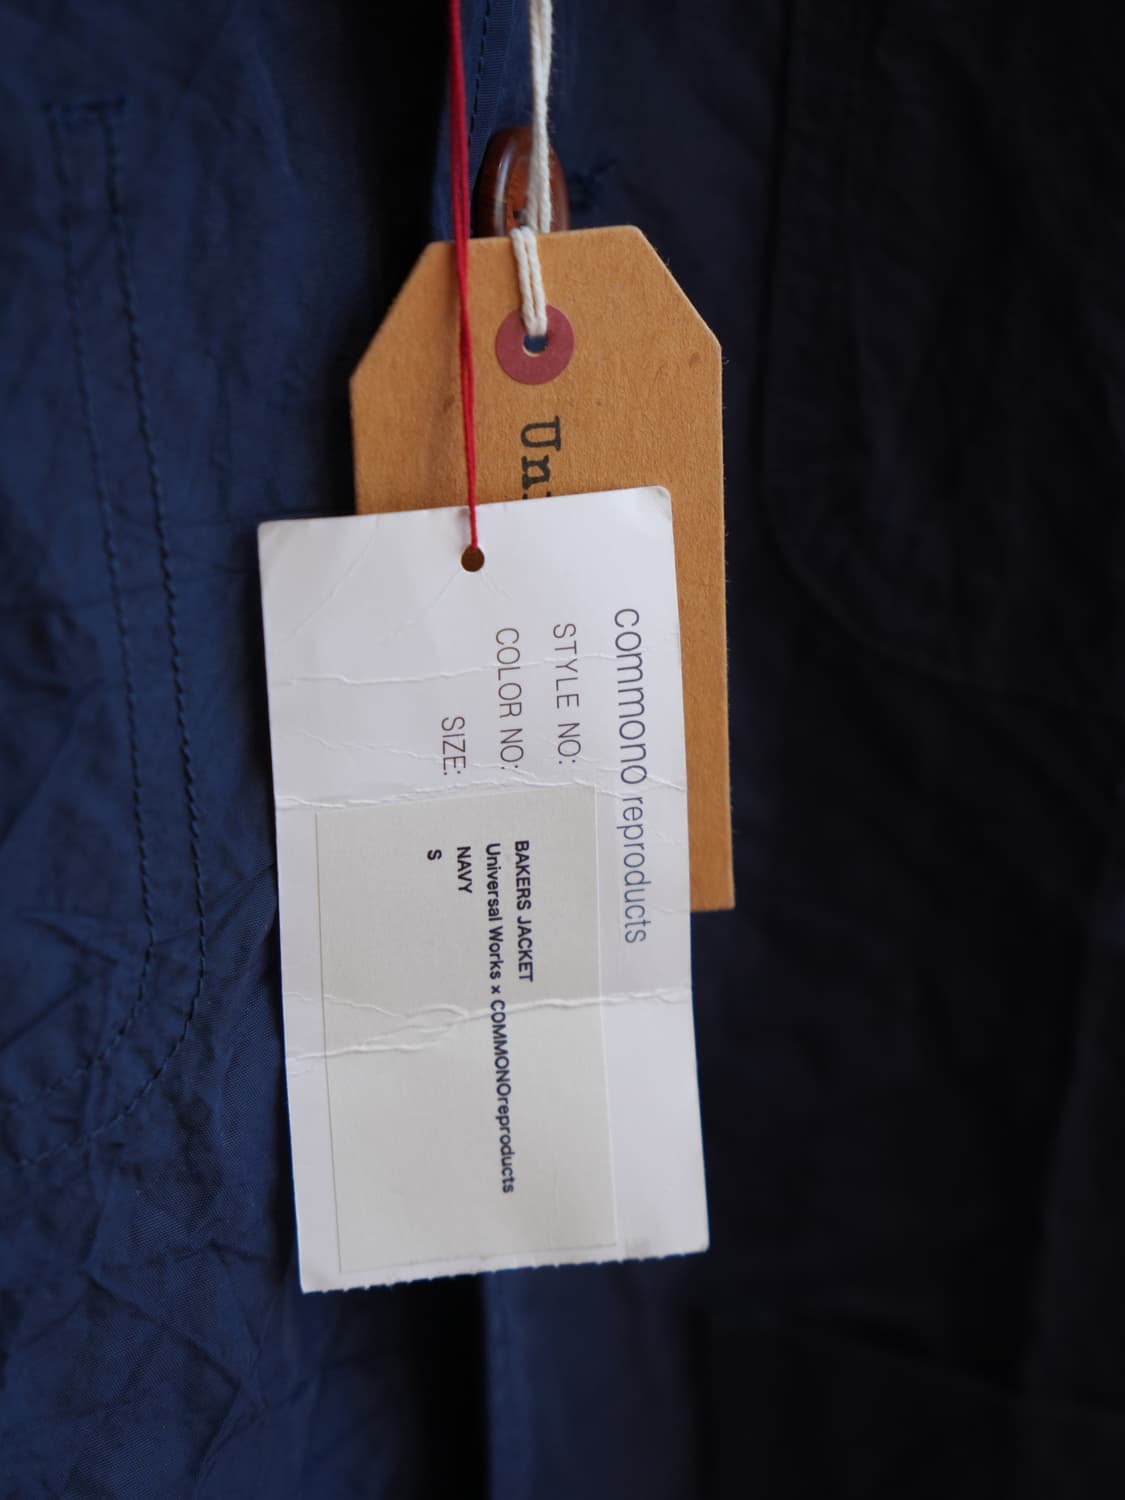 Un
commono reproducts
STYLE NO:
COLOR NO:
SIZE:
BAKERS JACKET
Universal Works × COMMONOreproducts
NAVY
S